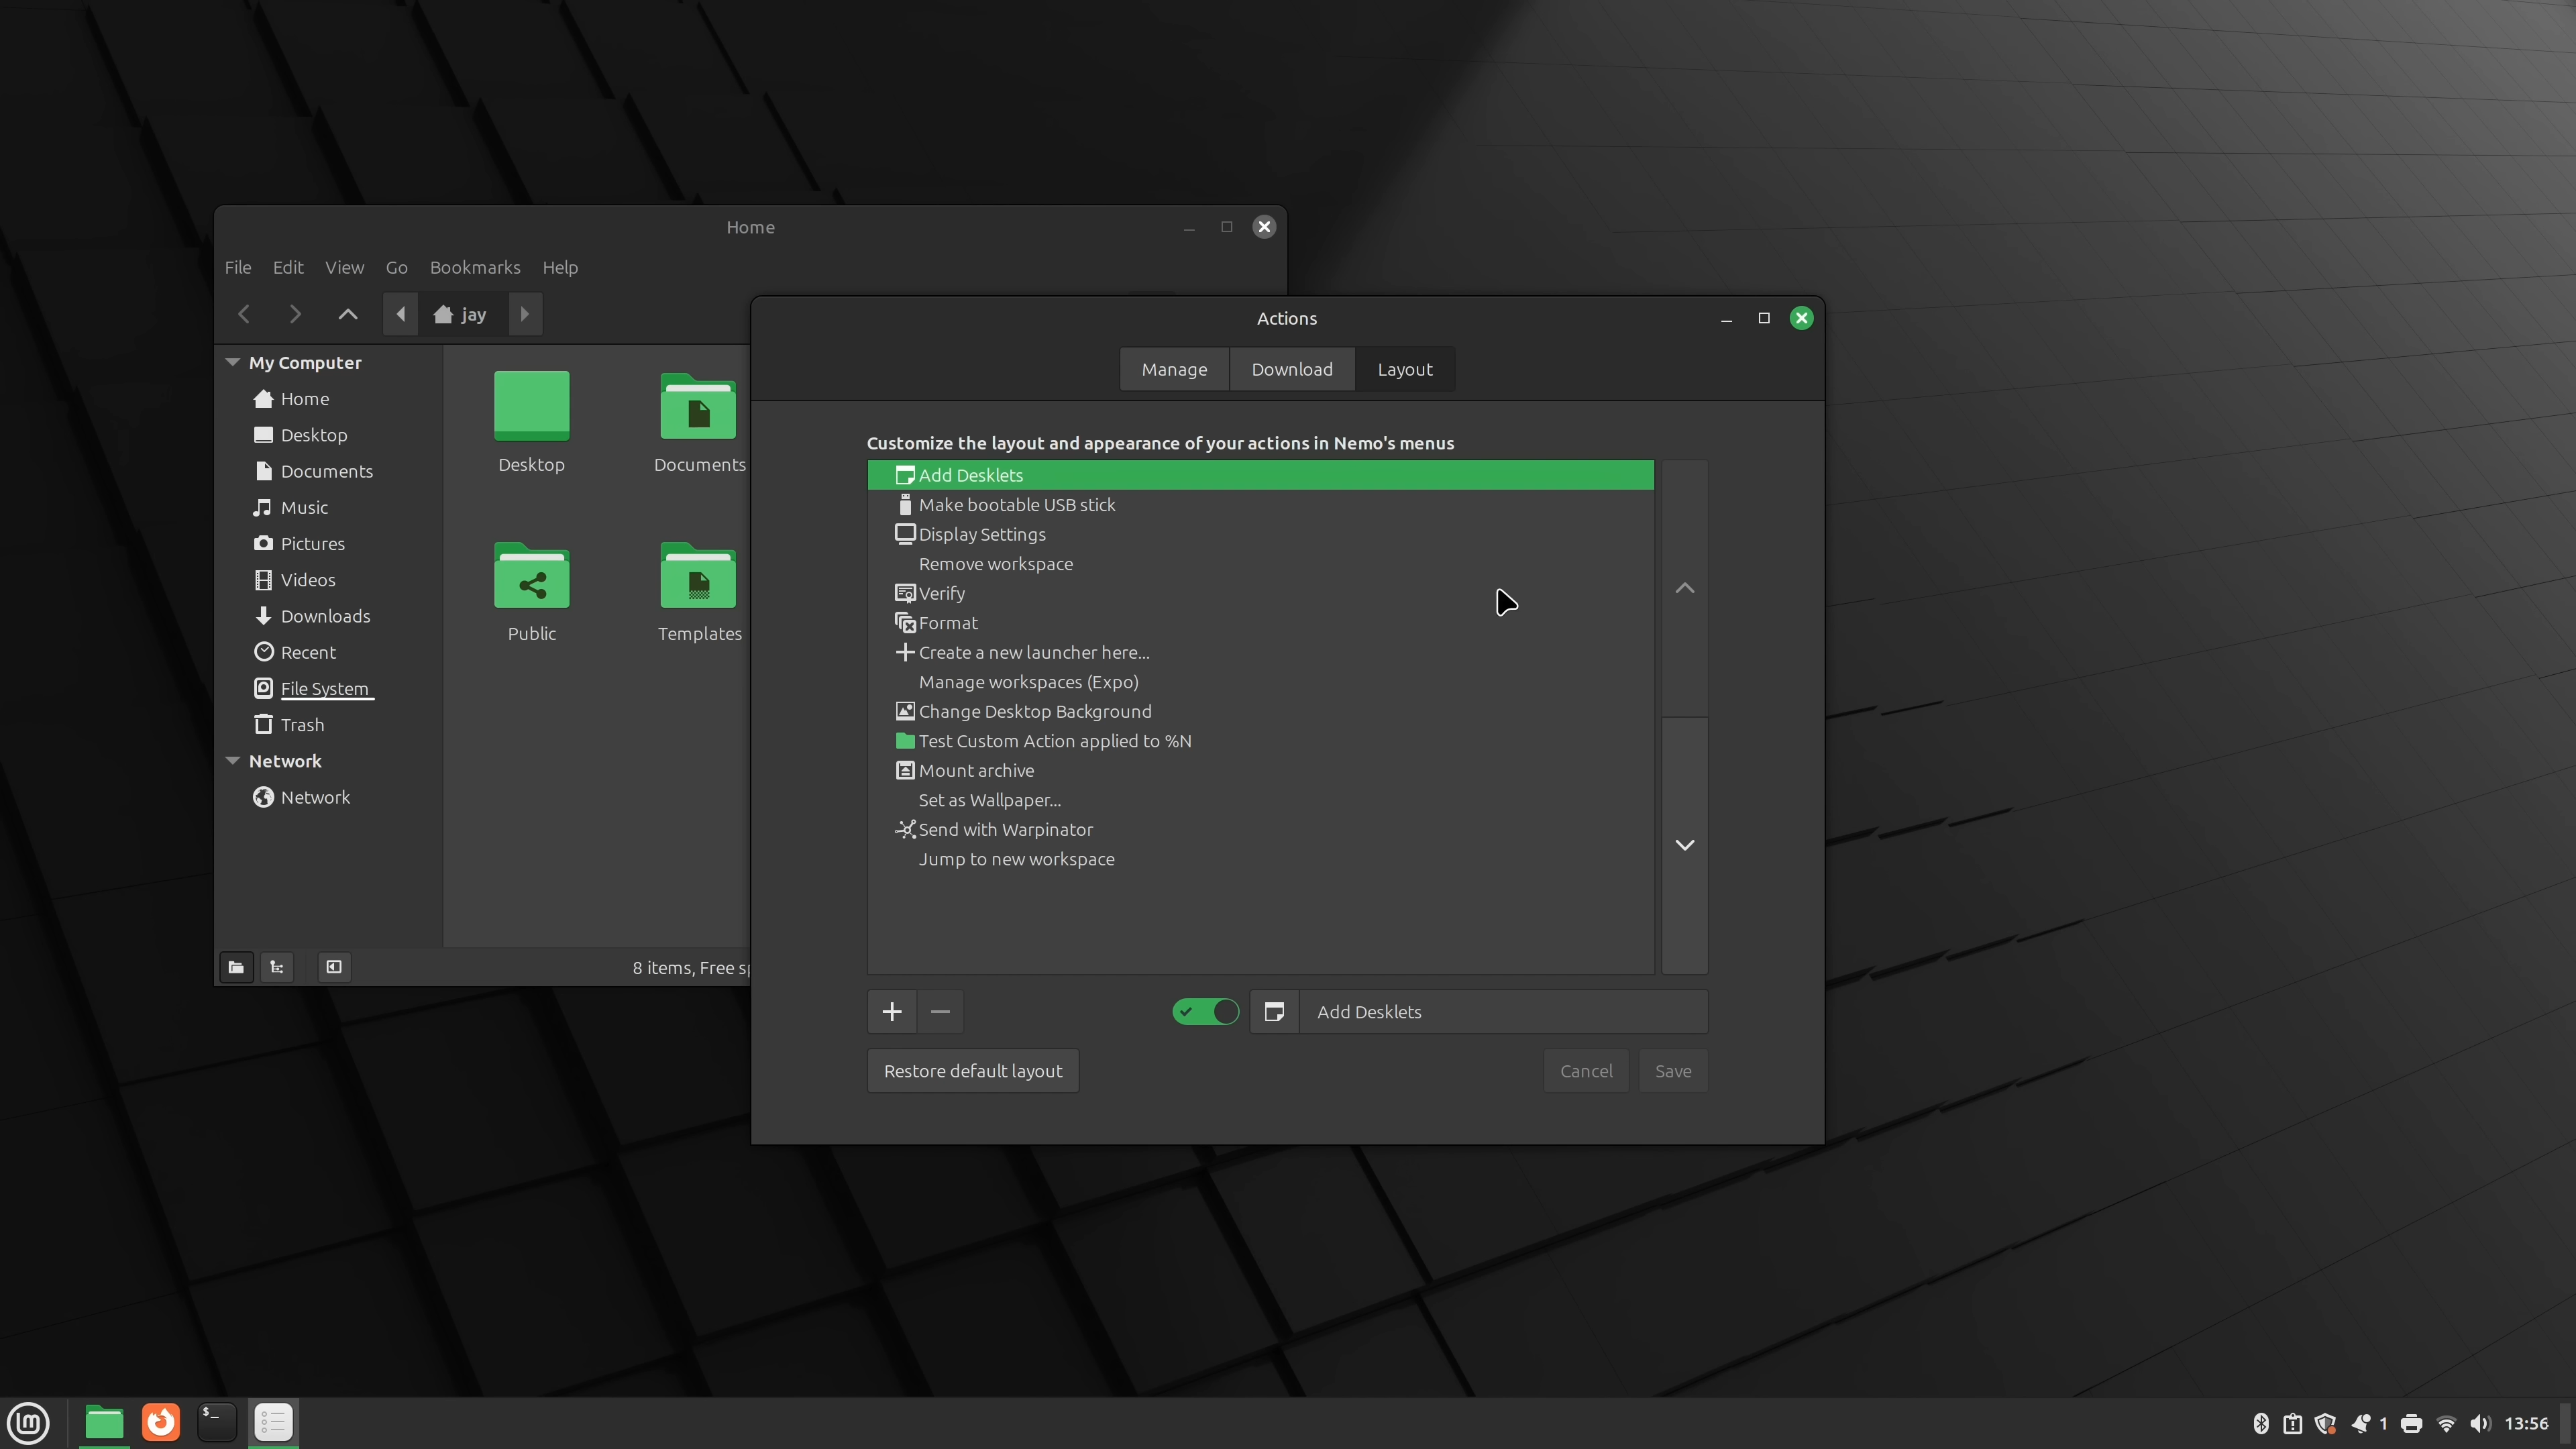 Home
File Edit View Go Bookmarks Help
jay
My Computer
Home
Desktop
Documents
Music
Pictures
Videos
Downloads
Recent
File System
Trash
Network
Network
Desktop
Documents
Public
Templates
8 items, Free sp
Actions
Manage Download Layout
Customize the layout and appearance of your actions in Nemo's menus
Add Desklets
Make bootable USB stick
Display Settings
Remove workspace
Verify
Format
Create a new launcher here...
Manage workspaces (Expo)
Change Desktop Background
Test Custom Action applied to %N
Mount archive
Set as Wallpaper...
Send with Warpinator
Jump to new workspace
Add Desklets
Restore default layout
Cancel Save
$_
1
13:56